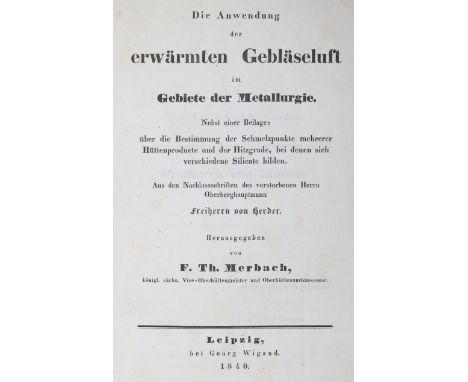 Die Anwendung
der
erwärmten Gebläseluft
im
Gebiete der Metallurgie.
Nebst einer Beilage:
über die Bestimmung der Schmelzpunkte mehrerer
Hüttenproducte und der Hitzgrade, bei denen sich
verschiedene Silicate bilden.
Aus den Nachlassschriften des verstorbenen Herrn
Oberberghauptmann
Freiherrn von Herder.
Herausgegeben
von
F. Th. Merbach,
königl. sächs. Vice-Oberhüttenmeister und Oberhüttenamtsassessor.
Leipzig,
bei Georg Wigand.
1840.